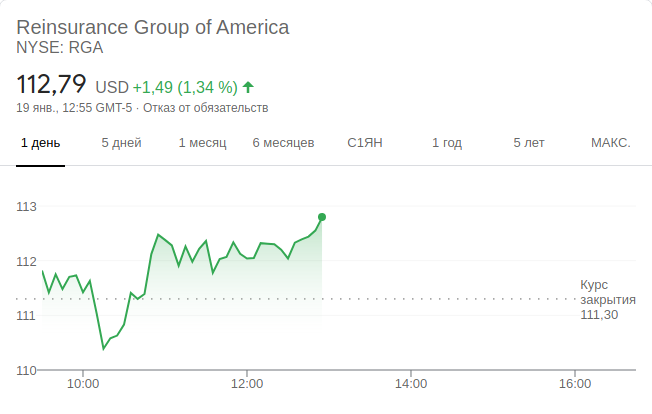 Reinsurance Group of America
NYSE: RGA
112,79 USD +1,49 (1,34 %)
19 янв., 12:55 GMT-5 · Отказ от обязательств
1 день 5 дней 1 месяц 6 месяцев С1ЯН 1 год 5 лет МАКС.
113
112
Курс
закрытия
111,30
111
110
10:00 12:00 14:00 16:00